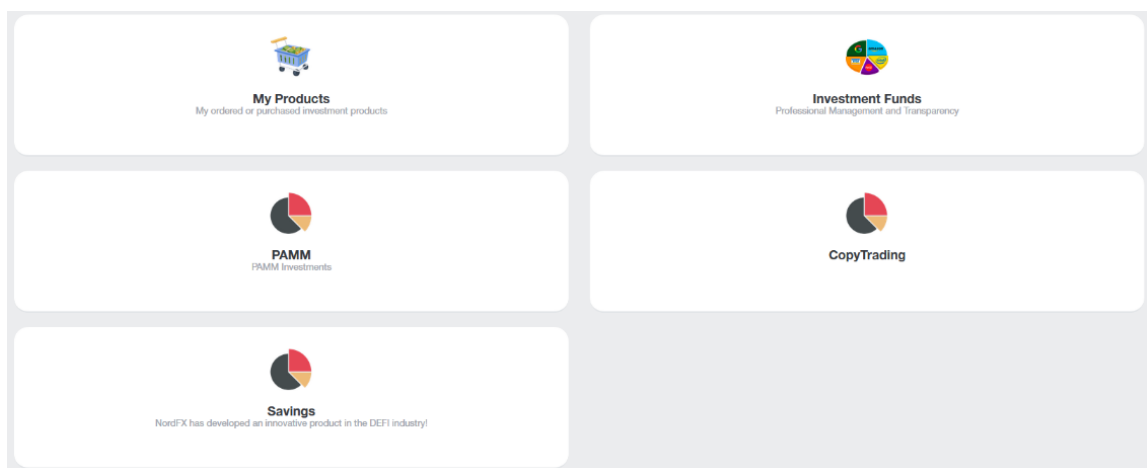 My Products
My ordered or purchased investment products
Investment Funds
Professional Management and Transparency
PAMM
PAMM Investments
CopyTrading
Savings
NordFX has developed an innovative product in the DEFI industry!